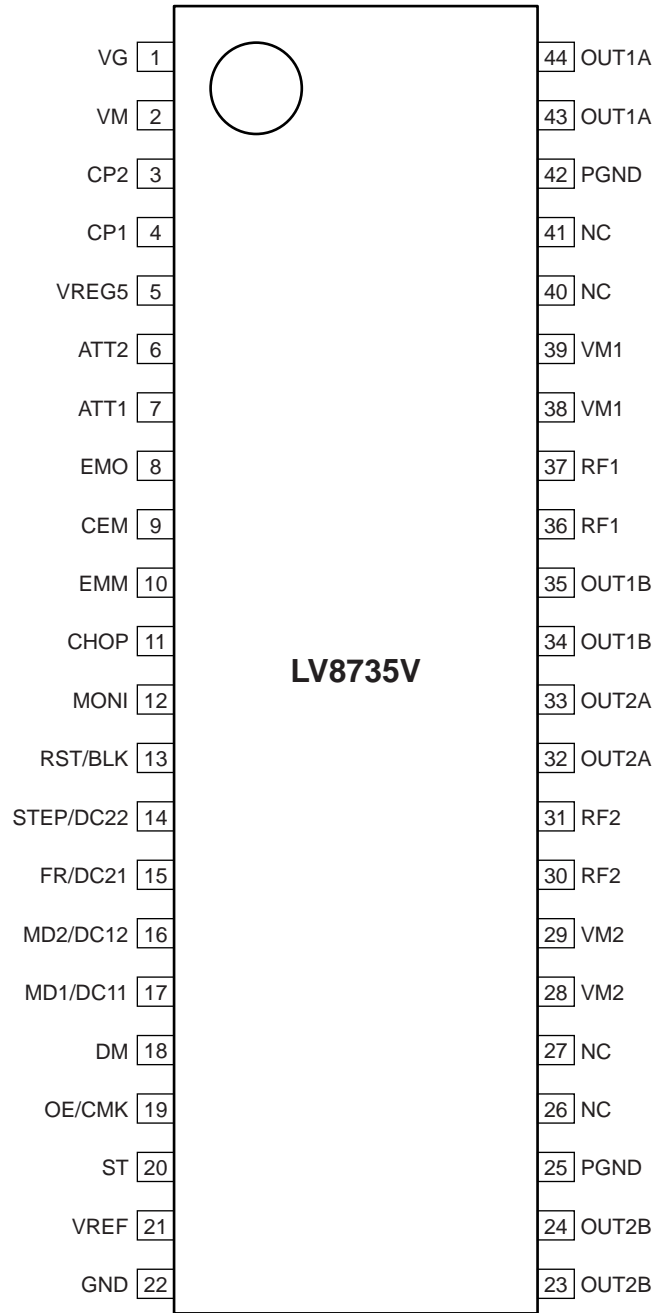 VG 1 44 OUT1A
VM 2 43 OUT1A
CP2 3 42 PGND
CP1 4 41 NC
VREG5 5 40 NC
ATT2 6 39 VM1
ATT1 7 38 VM1
EMO 8 37 RF1
CEM 9 36 RF1
EMM 10 35 OUT1B
CHOP 11 34 OUT1B
LV8735V
MONI 12 33 OUT2A
RST/BLK 13 32 OUT2A
STEP/DC22 14 31 RF2
FR/DC21 15 30 RF2
MD2/DC12 16 29 VM2
MD1/DC11 17 28 VM2
DM 18 27 NC
OE/CMK 19 26 NC
ST 20 25 PGND
VREF 21 24 OUT2B
GND 22 23 OUT2B